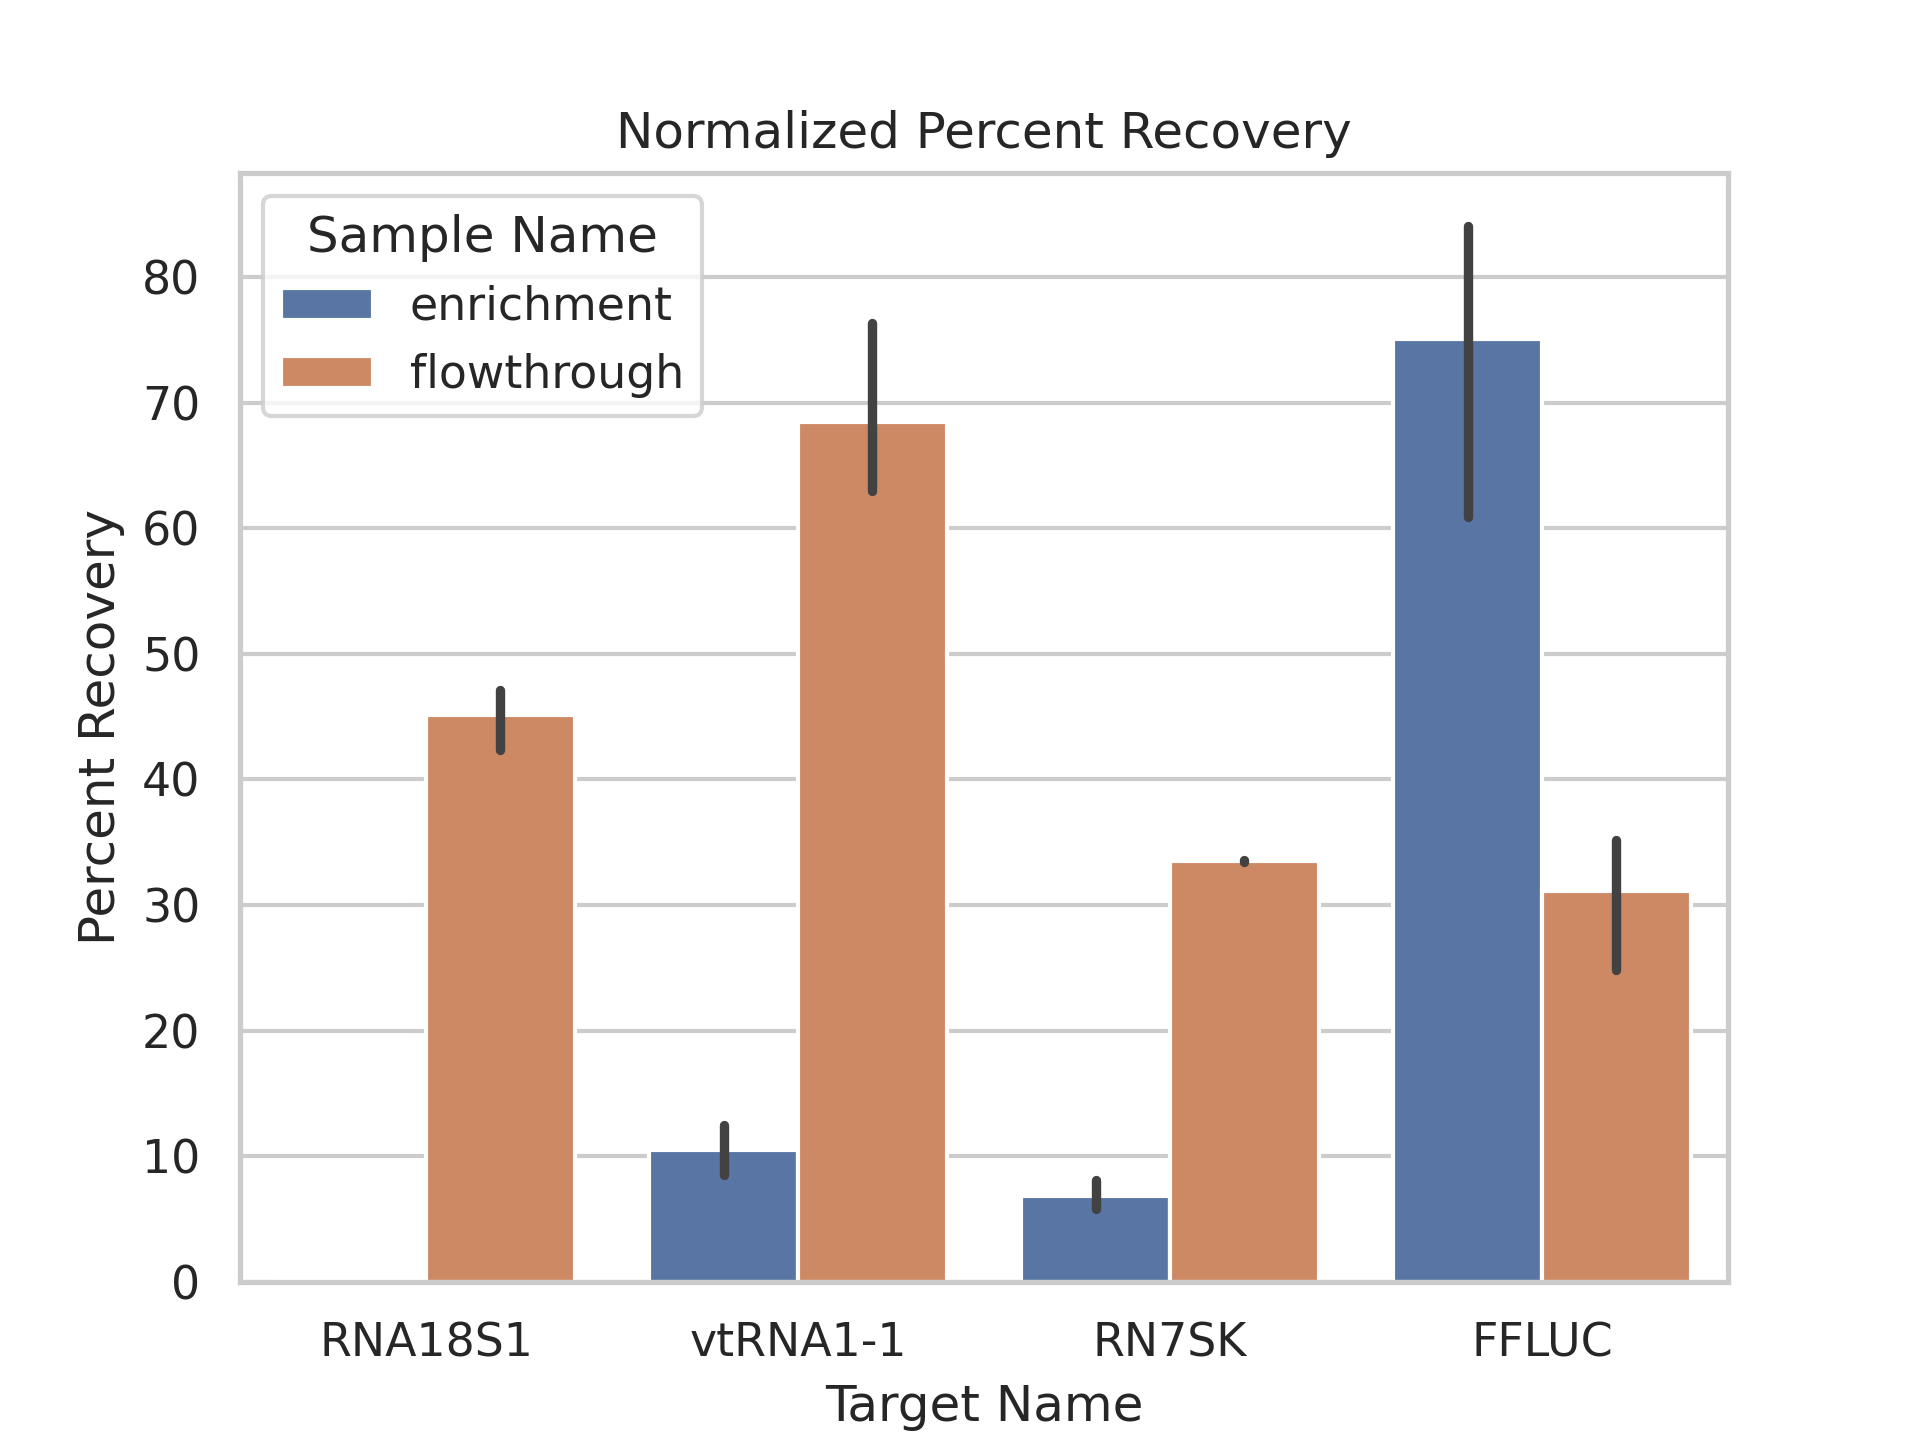 Normalized Percent Recovery
Sample Name
enrichment
flowthrough
Percent Recovery
80
70
60
50
40
30
20
10
0
RNA18S1
vtRNA1-1
RN7SK
FFLUC
Target Name